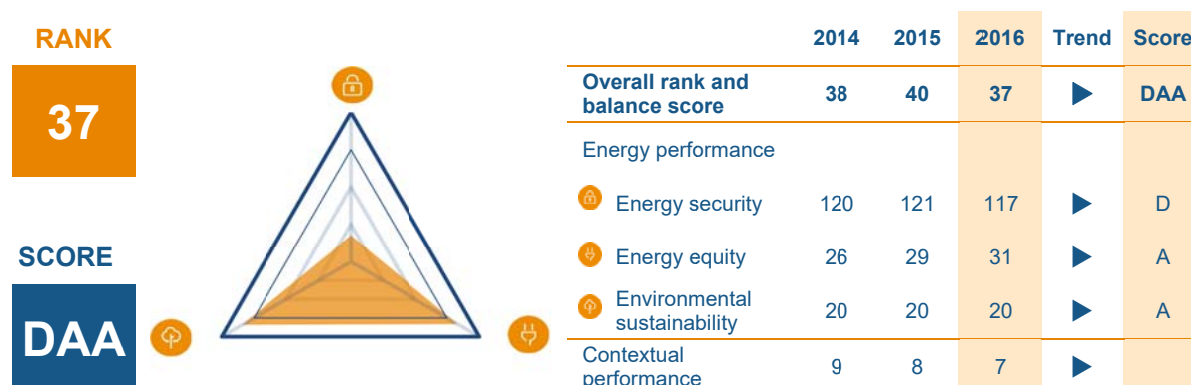 RANK
37
SCORE
DAA
2014 2015 2016 Trend Score
Overall rank and
balance score 38 40 37 DAA
Energy performance
Energy security 120 121 117 D
Energy equity 26 29 31 A
Environmental
sustainability 20 20 20 A
Contextual
performance 9 8 7